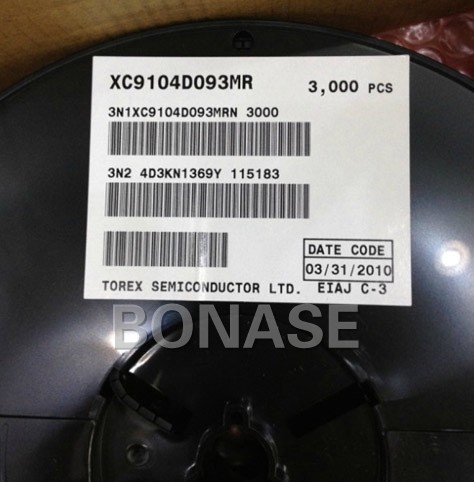 XC9104D093MR 3,000 PCS
3N1XC9104D093MRN 3000
3N2 4D3KN1369Y 115183
DATE CODE
03/31/2010
TOREX SEMICONDUCTOR LTD. EIAJ C-3
BONASE